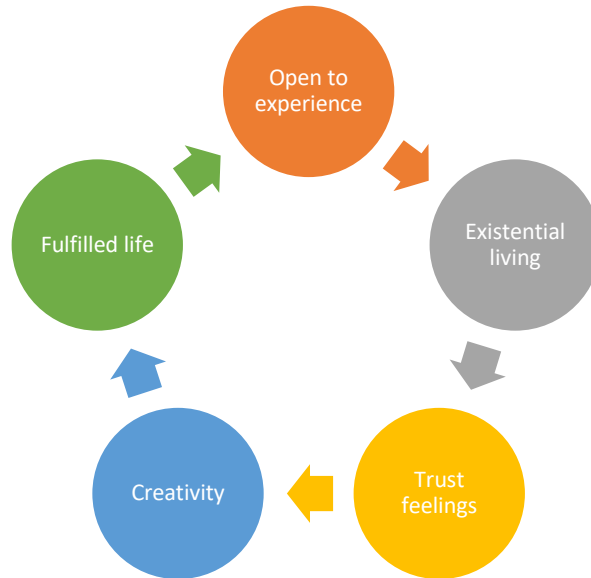 Open to
experience
Existential
living
Trust
feelings
Creativity
Fulfilled life